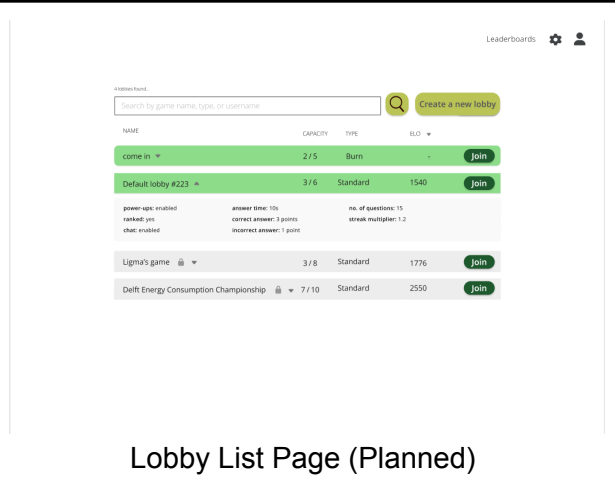 Leaderboards
4 lobbies found...
Search by game name, type, or username
Create a new lobby
NAME CAPACITY TYPE ELO
come in 2 / 5 Burn - Join
Default lobby #223 3 / 6 Standard 1540 Join
power-ups: enabled answer time: 10s no. of questions: 15
ranked: yes correct answer: 3 points streak multiplier: 1.2
chat: enabled incorrect answer: 1 point
Ligma's game 3 / 8 Standard 1776 Join
Delft Energy Consumption Championship 7 / 10 Standard 2550 Join
Lobby List Page (Planned)